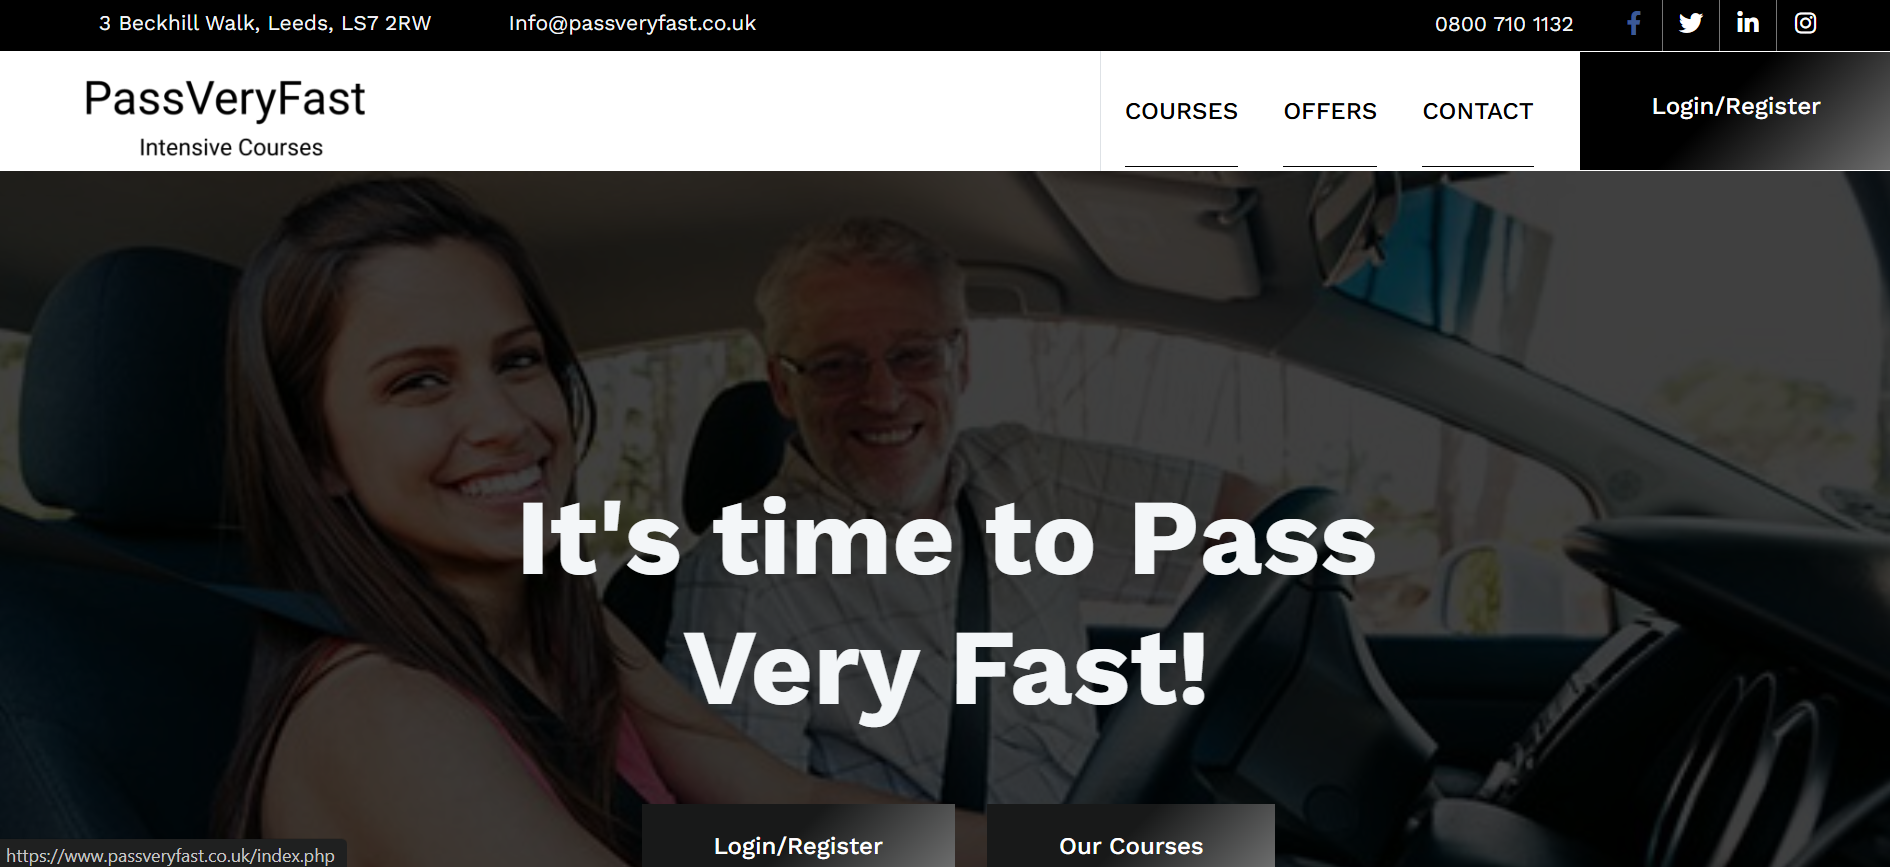 3 Beckhill Walk, Leeds, LS7 2RW
Info@passveryfast.co.uk
0800 710 1132
PassVeryFast
Intensive Courses
COURSES
OFFERS
CONTACT
Login/Register
It's time to Pass
Very Fast!
Login/Register
Our Courses
https://www.passveryfast.co.uk/index.php